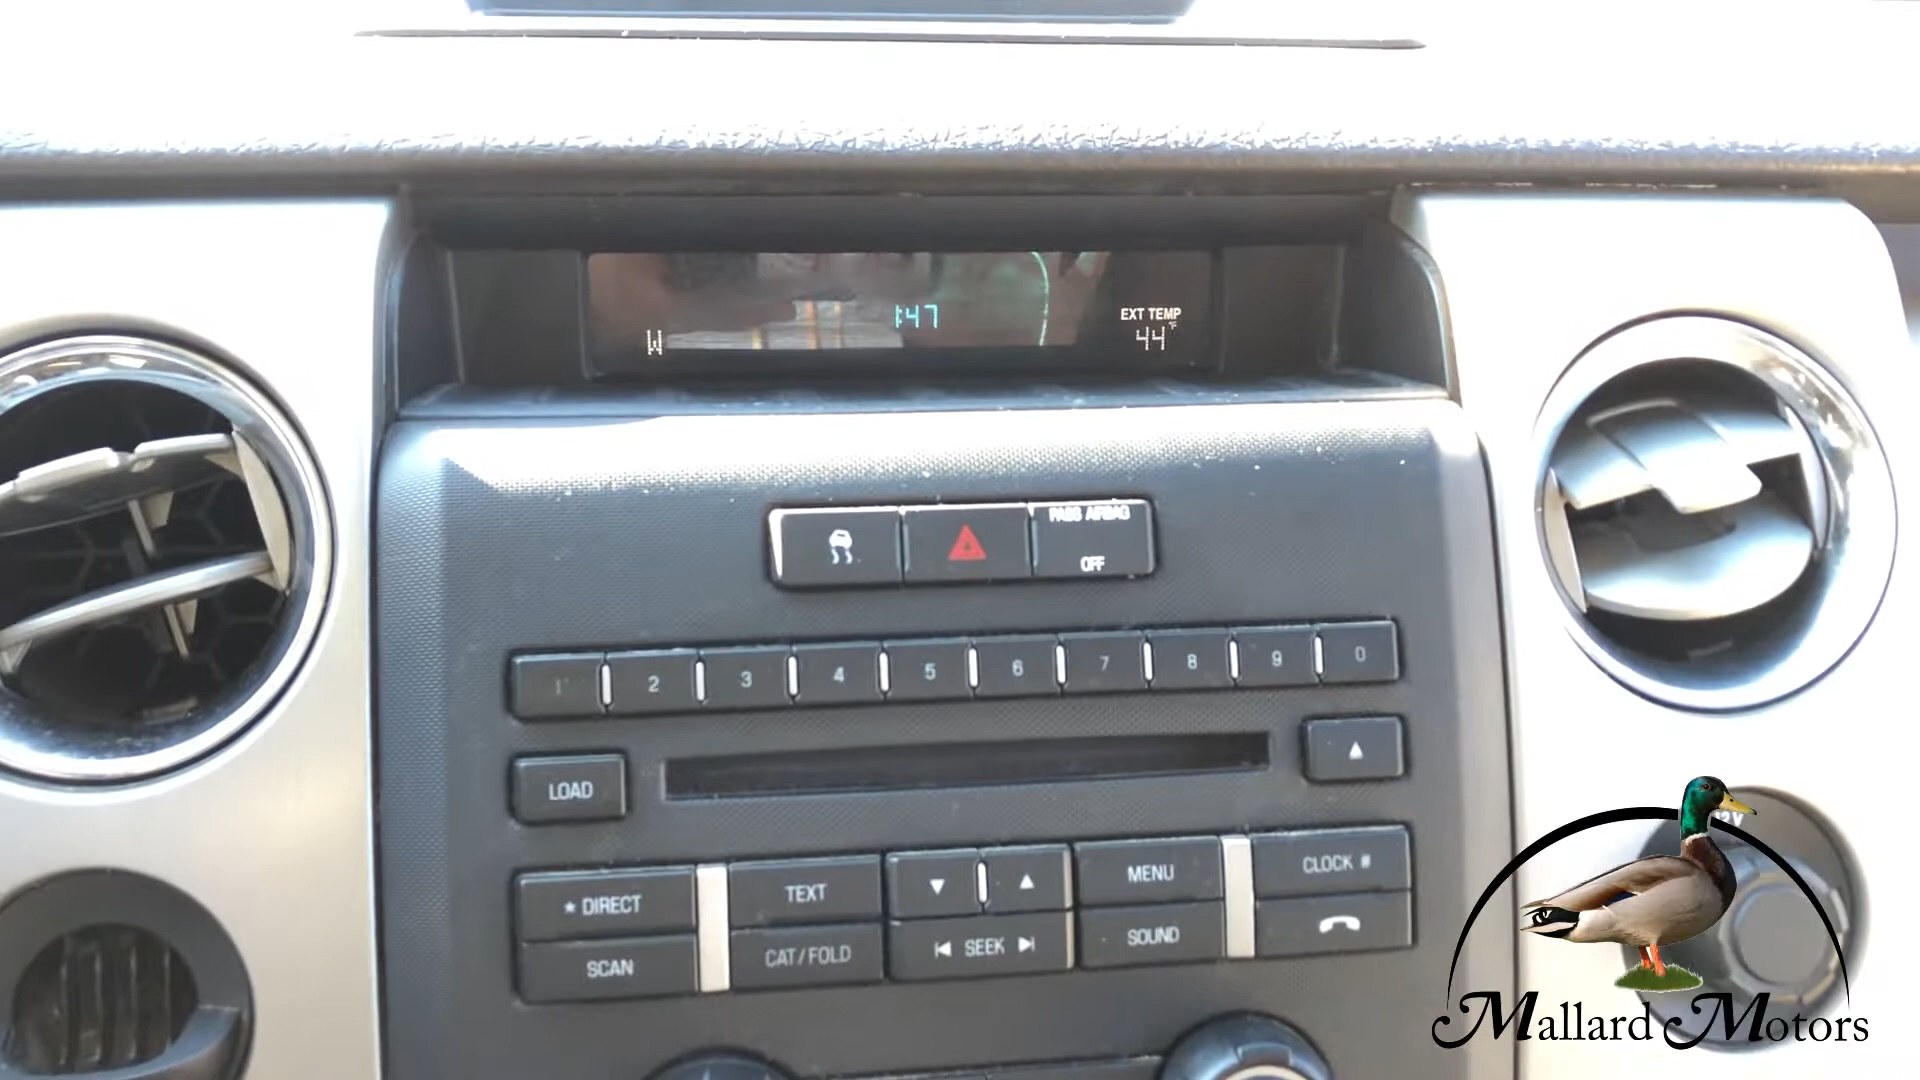 1:47
EXT TEMP
W
44°F
PASS AIRBAG
OFF
1 2 3 4 5 6 7 8 9 0
LOAD
12V
* DIRECT
TEXT
MENU
CLOCK #
SCAN
CAT/FOLD
SEEK
SOUND
Mallard Motors